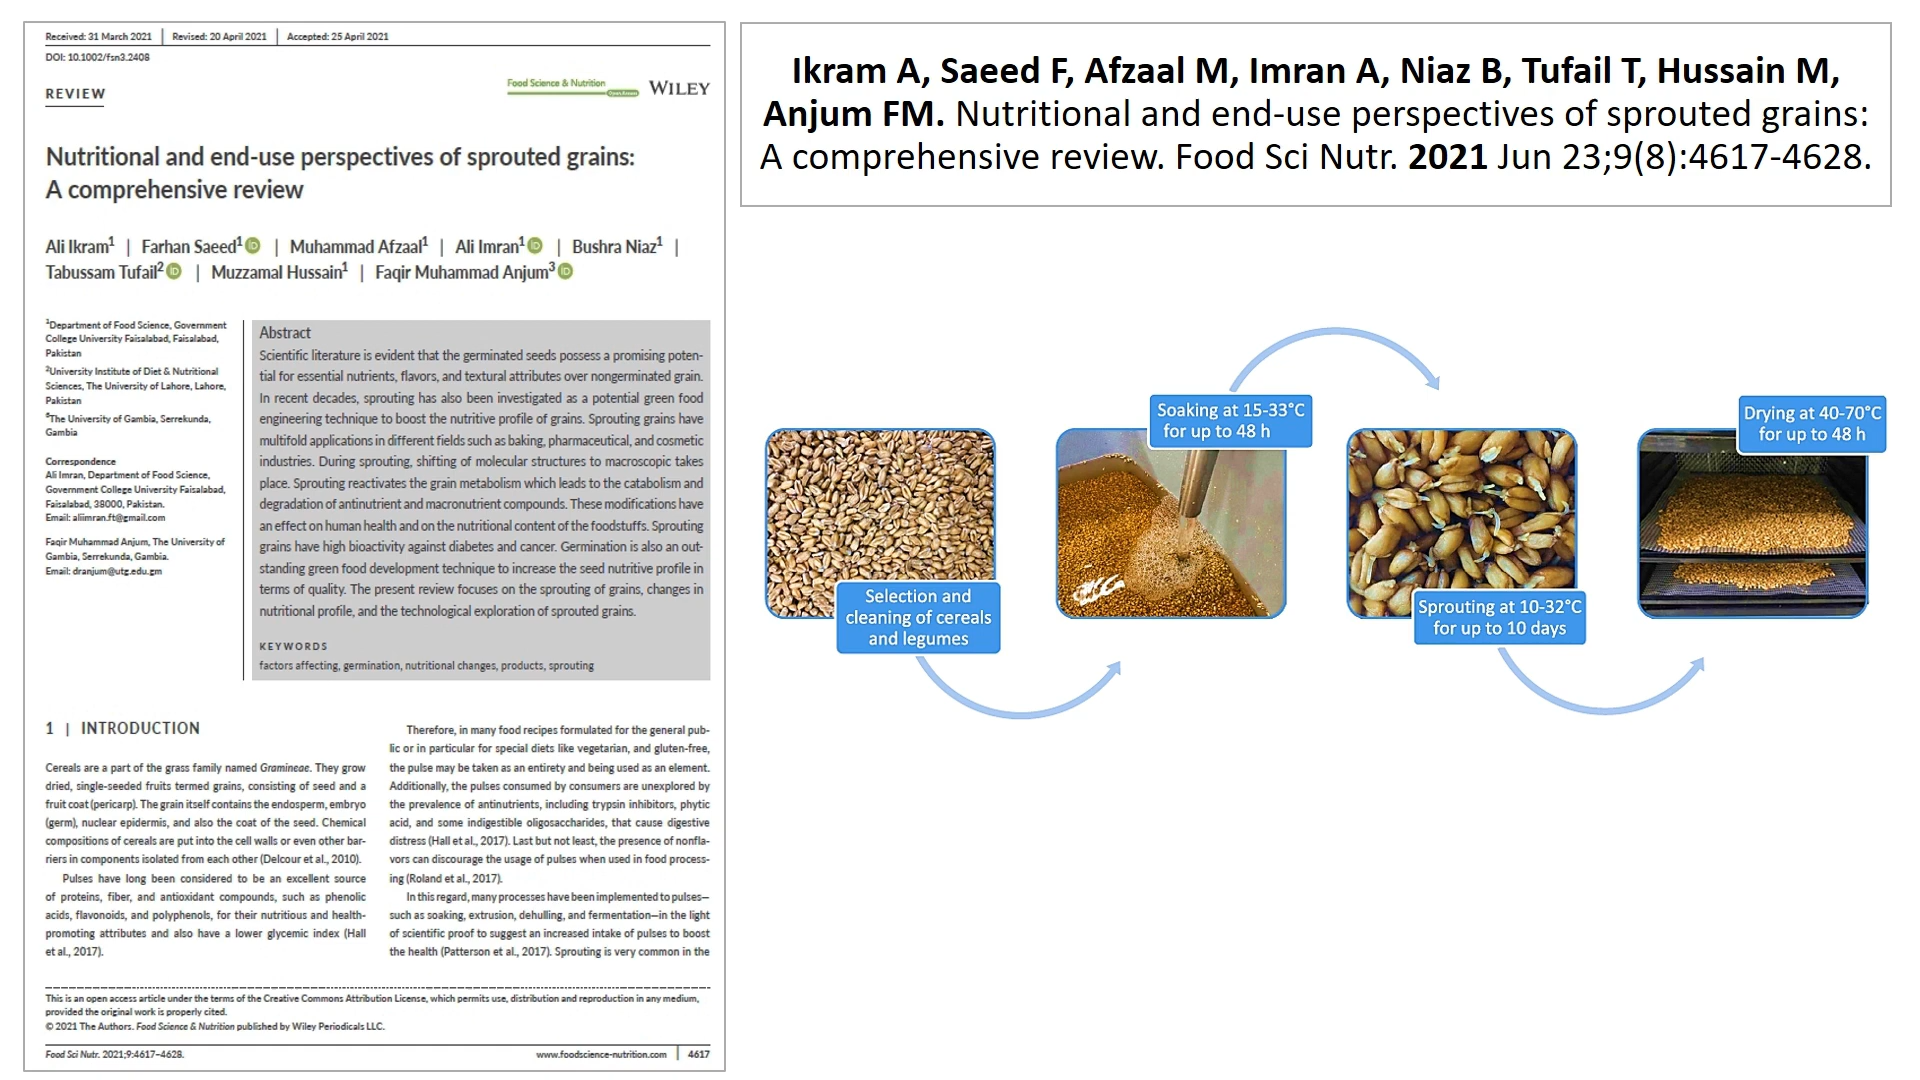 Received: 31 March 2021 | Revised: 20 April 2021 | Accepted: 25 April 2021
DOI: 10.1002/fsn3.2408
REVIEW
Food Science & Nutrition
Open Access
WILEY
Nutritional and end-use perspectives of sprouted grains:
A comprehensive review
Ali Ikram1 | Farhan Saeed1 | Muhammad Afzaal1 | Ali Imran1 | Bushra Niaz1 |
Tabussam Tufail2 | Muzzamal Hussain1 | Faqir Muhammad Anjum3
1Department of Food Science, Government
College University Faisalabad, Faisalabad,
Pakistan
2University Institute of Diet & Nutritional
Sciences, The University of Lahore, Lahore,
Pakistan
The University of Gambia, Serrekunda,
Gambia
Correspondence
Ali Imran, Department of Food Science,
Government College University Faisalabad,
Faisalabad, 38000, Pakistan.
Email: aliimran.ft@gmail.com
Faqir Muhammad Anjum, The University of
Gambia, Serrekunda, Gambia.
Email: dranjum@utg.edu.gm
Abstract
Scientific literature is evident that the germinated seeds possess a promising poten-
tial for essential nutrients, flavors, and textural attributes over nongerminated grain.
In recent decades, sprouting has also been investigated as a potential green food
engineering technique to boost the nutritive profile of grains. Sprouting grains have
multifold applications in different fields such as baking, pharmaceutical, and cosmetic
industries. During sprouting, shifting of molecular structures to macroscopic takes
place. Sprouting reactivates the grain metabolism which leads to the catabolism and
degradation of antinutrient and macronutrient compounds. These modifications have
an effect on human health and on the nutritional content of the foodstuffs. Sprouting
grains have high bioactivity against diabetes and cancer. Germination is also an out-
standing green food development technique to increase the seed nutritive profile in
terms of quality. The present review focuses on the sprouting of grains, changes in
nutritional profile, and the technological exploration of sprouted grains.
KEYWORDS
factors affecting, germination, nutritional changes, products, sprouting
1 | INTRODUCTION
Cereals are a part of the grass family named Gramineae. They grow
dried, single-seeded fruits termed grains, consisting of seed and a
fruit coat (pericarp). The grain itself contains the endosperm, embryo
(germ), nuclear epidermis, and also the coat of the seed. Chemical
compositions of cereals are put into the cell walls or even other bar-
riers in components isolated from each other (Delcour et al., 2010).
Pulses have long been considered to be an excellent source
of proteins, fiber, and antioxidant compounds, such as phenolic
acids, flavonoids, and polyphenols, for their nutritious and health-
promoting attributes and also have a lower glycemic index (Hall
et al., 2017).
Therefore, in many food recipes formulated for the general pub-
lic or in particular for special diets like vegetarian, and gluten-free,
the pulse may be taken as an entirety and being used as an element.
Additionally, the pulses consumed by consumers are unexplored by
the prevalence of antinutrients, including trypsin inhibitors, phytic
acid, and some indigestible oligosaccharides, that cause digestive
distress (Hall et al., 2017). Last but not least, the presence of nonfla-
vors can discourage the usage of pulses when used in food process-
ing (Roland et al., 2017).
In this regard, many processes have been implemented to pulses—
such as soaking, extrusion, dehulling, and fermentation—in the light
of scientific proof to suggest an increased intake of pulses to boost
the health (Patterson et al., 2017). Sprouting is very common in the
This is an open access article under the terms of the Creative Commons Attribution License, which permits use, distribution and reproduction in any medium,
provided the original work is properly cited.
© 2021 The Authors. Food Science & Nutrition published by Wiley Periodicals LLC.
Food Sci Nutr. 2021;9:4617–4628.
www.foodscience-nutrition.com | 4617
Ikram A, Saeed F, Afzaal M, Imran A, Niaz B, Tufail T, Hussain M,
Anjum FM. Nutritional and end-use perspectives of sprouted grains:
A comprehensive review. Food Sci Nutr. 2021 Jun 23;9(8):4617-4628.
Selection and
cleaning of cereals
and legumes
Soaking at 15-33°C
for up to 48 h
Sprouting at 10-32°C
for up to 10 days
Drying at 40-70°C
for up to 48 h